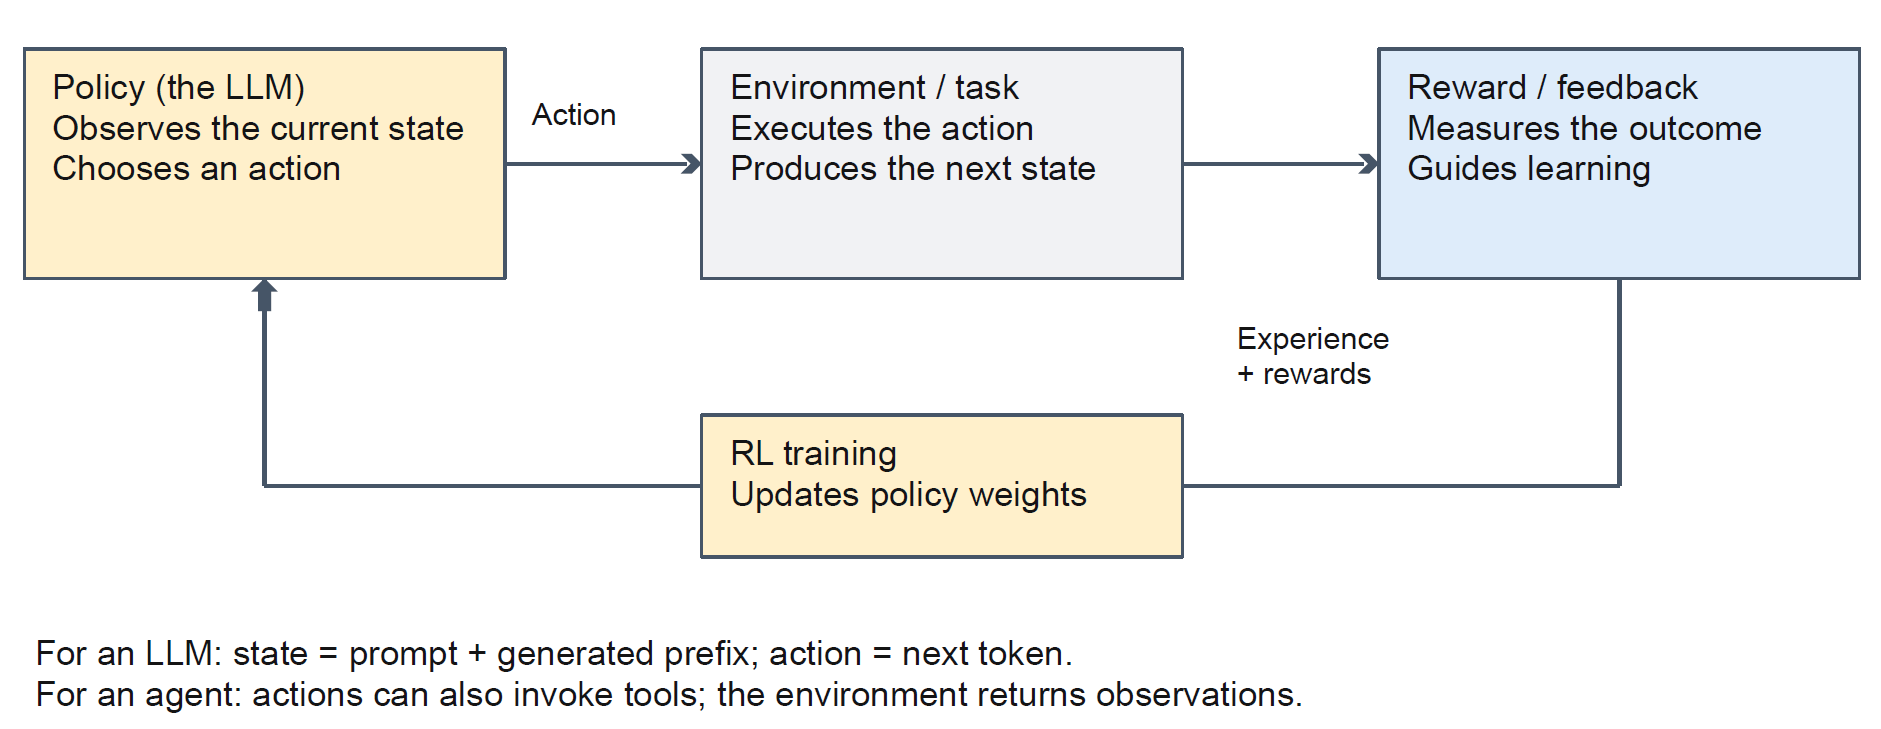 Policy (the LLM)
Observes the current state
Chooses an action
Action
Environment / task
Executes the action
Produces the next state
Reward / feedback
Measures the outcome
Guides learning
Experience
+ rewards
RL training
Updates policy weights
For an LLM: state = prompt + generated prefix; action = next token.
For an agent: actions can also invoke tools; the environment returns observations.